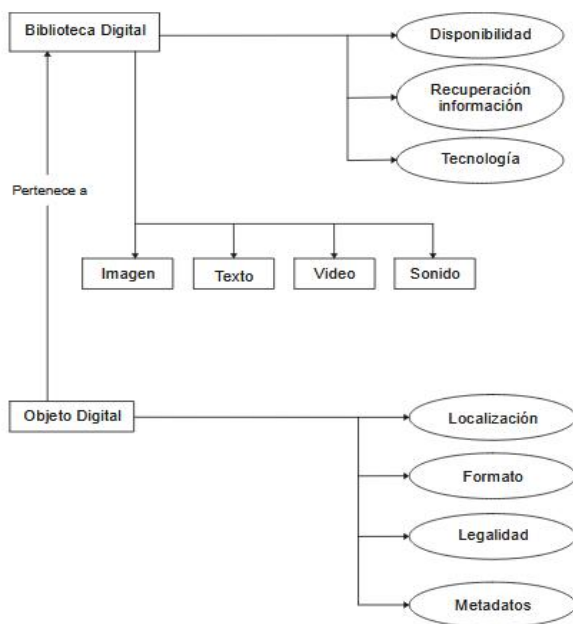 Biblioteca Digital
Disponibilidad
Recuperación
información
Tecnología
Pertenece a
Imagen
Texto
Video
Sonido
Objeto Digital
Localización
Formato
Legalidad
Metadatos